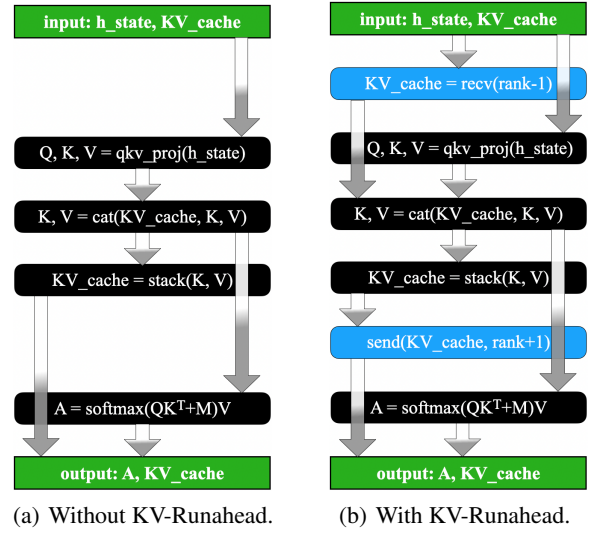 input: h_state, KV_cache
Q, K, V = qkv_proj(h_state)
K, V = cat(KV_cache, K, V)
KV_cache = stack(K, V)
A = softmax(QKᵀ+M)V
output: A, KV_cache
(a) Without KV-Runahead.
input: h_state, KV_cache
KV_cache = recv(rank-1)
Q, K, V = qkv_proj(h_state)
K, V = cat(KV_cache, K, V)
KV_cache = stack(K, V)
send(KV_cache, rank+1)
A = softmax(QKᵀ+M)V
output: A, KV_cache
(b) With KV-Runahead.